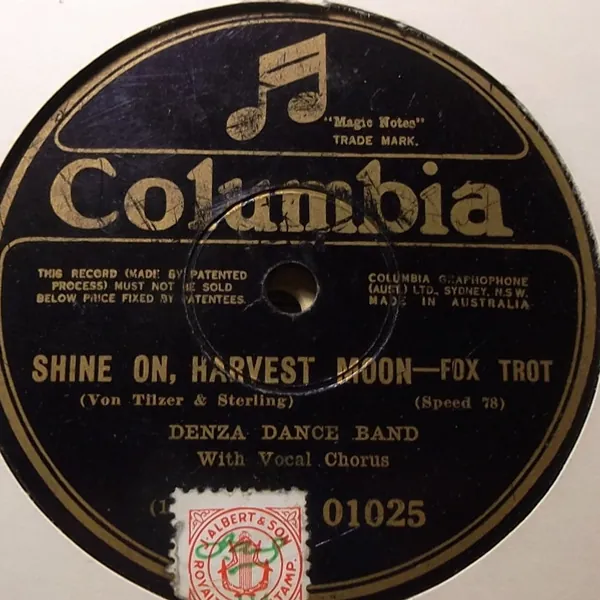 "Magic Notes"
TRADE MARK.
Columbia
THIS RECORD (MADE BY PATENTED
PROCESS) MUST NOT BE SOLD
BELOW PRICE FIXED BY PATENTEES.
COLUMBIA GRAPHOPHONE
(AUST) LTD., SYDNEY, N.S.W.
MADE IN AUSTRALIA
SHINE ON, HARVEST MOON—FOX TROT
(Von Tilzer & Sterling)
(Speed 78)
DENZA DANCE BAND
With Vocal Chorus
01025
J. ALBERT & SON
STAMP.